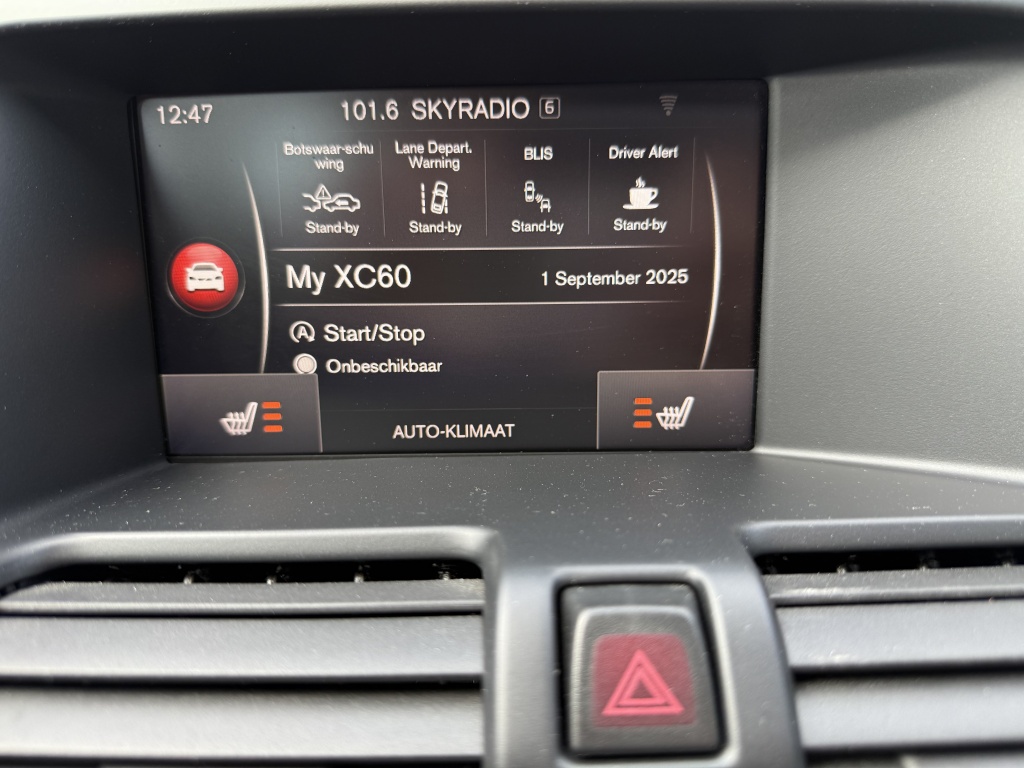 12:47
101.6 SKYRADIO 6
Botswaar-schu
wing
Lane Depart.
Warning
BLIS
Driver Alert
Stand-by
Stand-by
Stand-by
Stand-by
My XC60
1 September 2025
A Start/Stop
Onbeschikbaar
AUTO-KLIMAAT